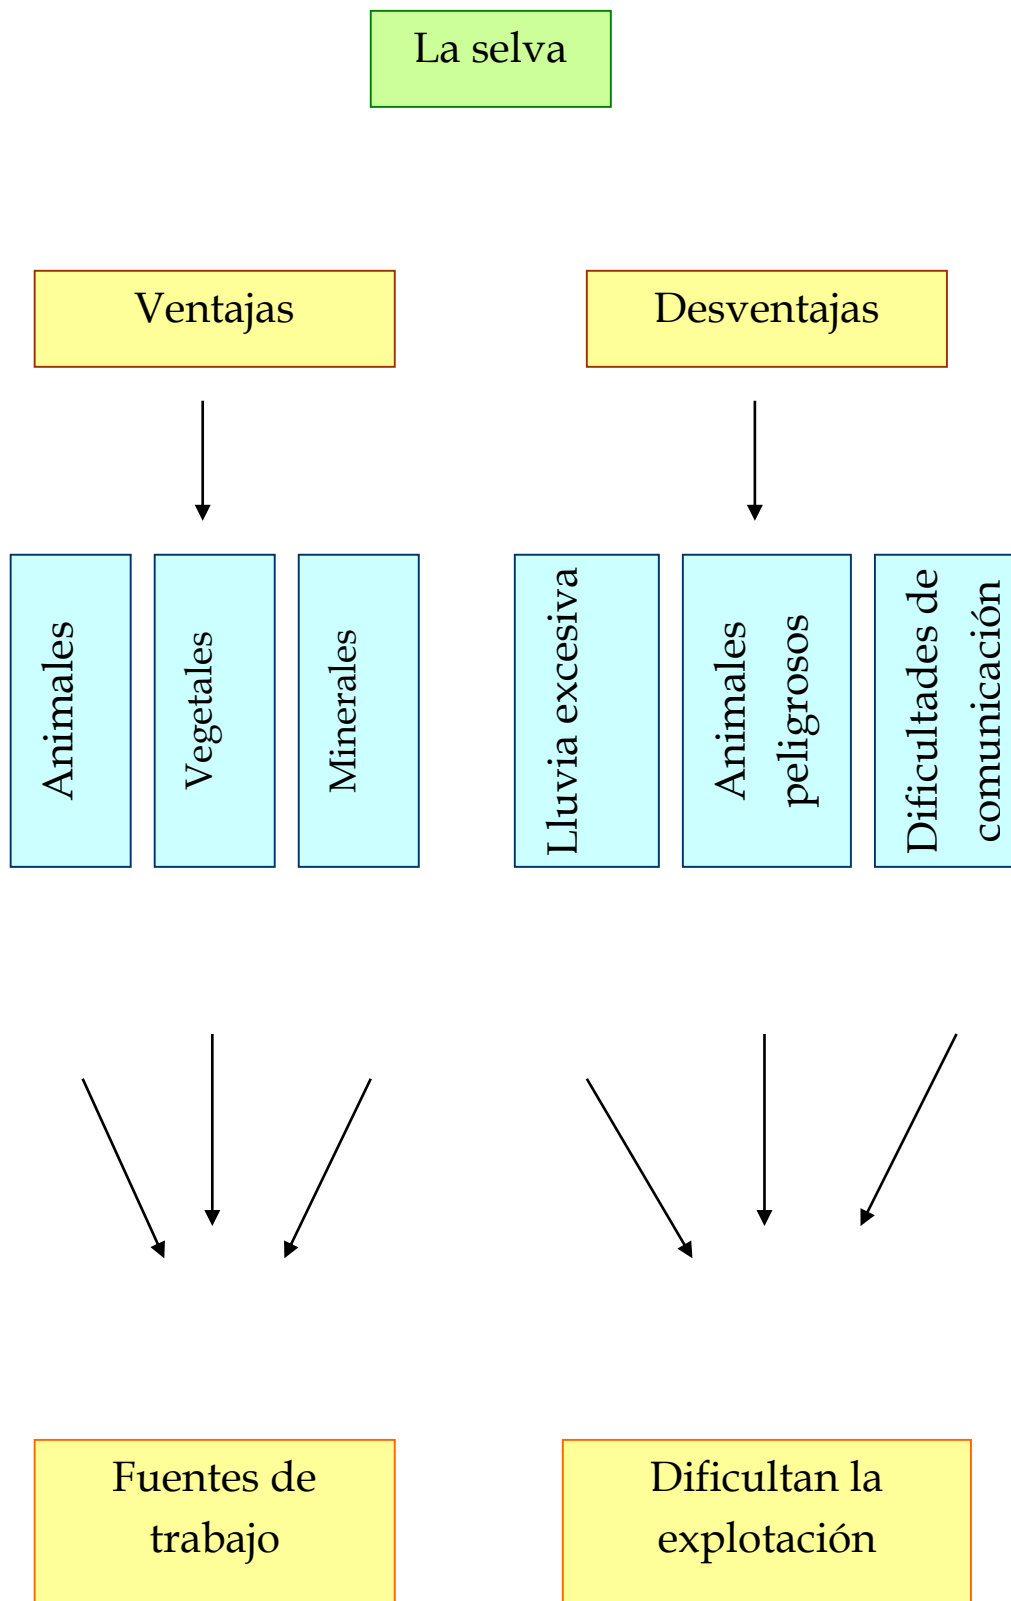 La selva
Ventajas
Desventajas
Animales
Vegetales
Minerales
Lluvia excesiva
Animales
peligrosos
Dificultades de
comunicación
Fuentes de
trabajo
Dificultan la
explotación